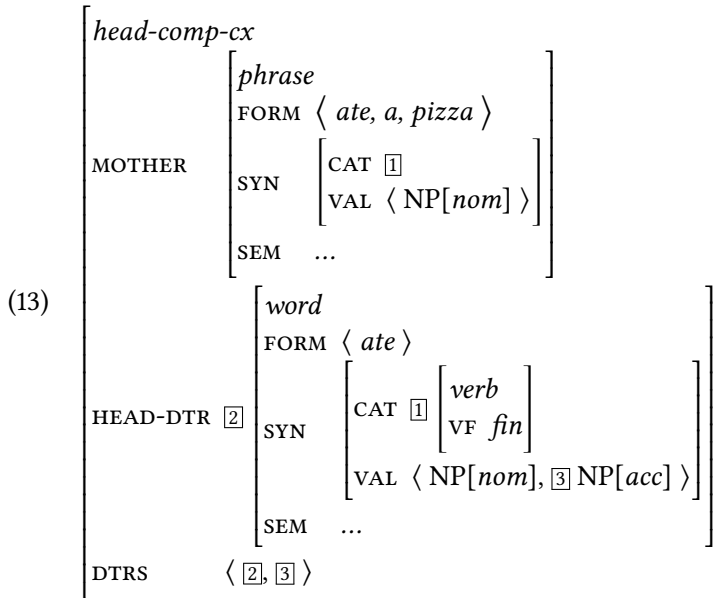 head-comp-cx
phrase
FORM ⟨ ate, a, pizza ⟩
MOTHER
SYN
CAT 1
VAL ⟨ NP[nom] ⟩
SEM ...
(13)
word
FORM ⟨ ate ⟩
HEAD-DTR 2
SYN
CAT 1
verb
VF fin
VAL ⟨ NP[nom], 3 NP[acc] ⟩
SEM ...
DTRS ⟨ 2, 3 ⟩